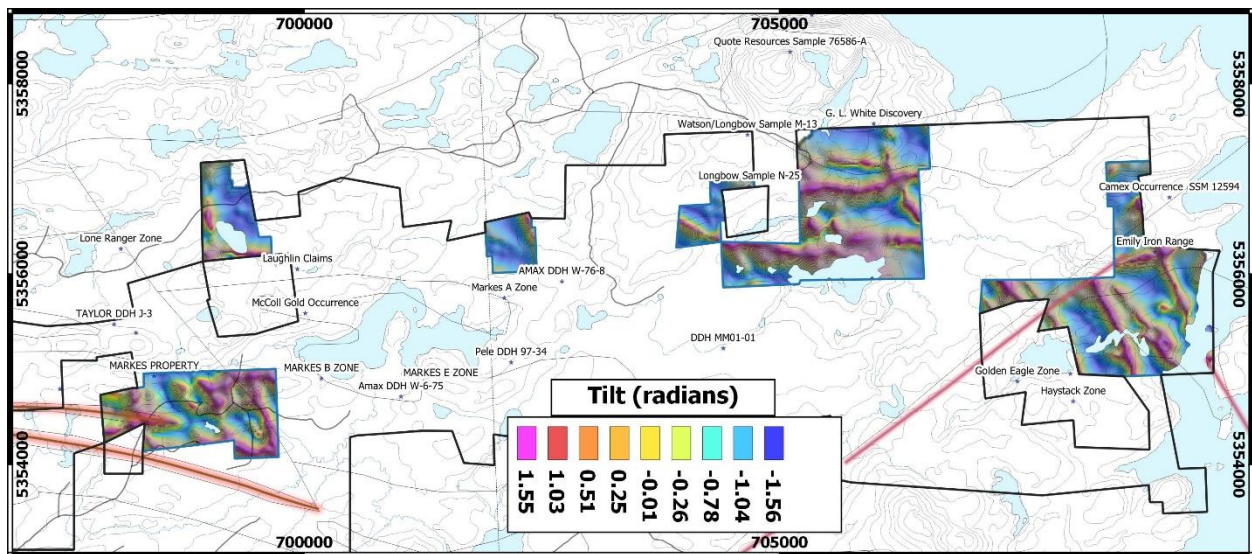 700000
705000
5358000
5358000
Quote Resources Sample 76586-A
G. L. White Discovery
Watson/Longbow Sample M-13
Longbow Sample N-25
Camex Occurrence SSM 12594
Lone Ranger Zone
Emily Iron Range
Laughlin Claims
AMAX DDH W-76-8
5356000
5356000
Markes A Zone
McColl Gold Occurrence
TAYLOR DDH J-3
DDH MM01-01
Pele DDH 97-34
MARKES PROPERTY
MARKES B ZONE
MARKES E ZONE
Golden Eagle Zone
Amax DDH W-6-75
Haystack Zone
Tilt (radians)
1.55
1.03
0.51
0.25
-0.01
-0.26
-0.78
-1.04
-1.56
5354000
5354000
700000
705000